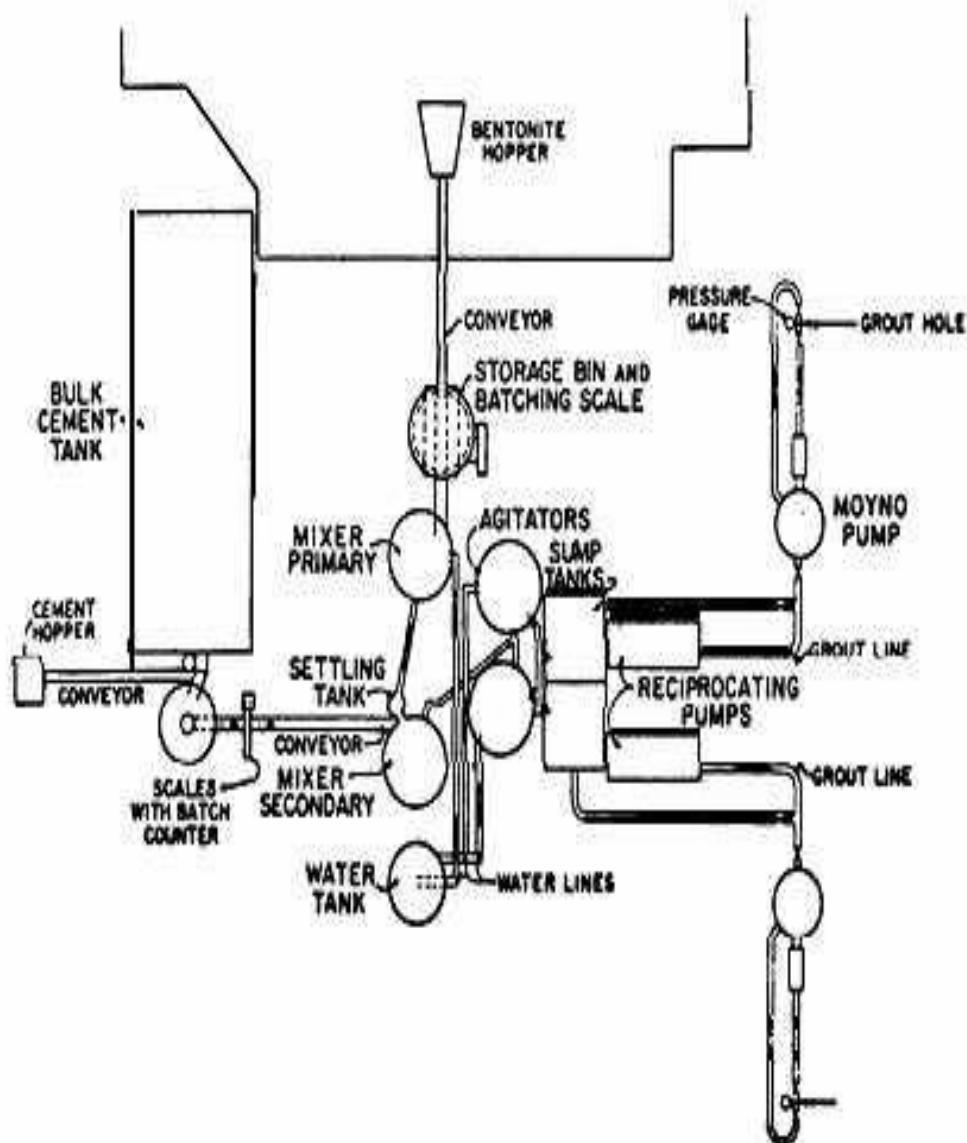 BENTONITE
HOPPER
PRESSURE
GAGE
GROUT HOLE
CONVEYOR
STORAGE BIN AND
BATCHING SCALE
BULK
CEMENT
TANK
MOYNO
PUMP
AGITATORS
SUMP
TANKS
MIXER
PRIMARY
CEMENT
HOPPER
CONVEYOR
SETTLING
TANK
GROUT LINE
RECIPROCATING
PUMPS
CONVEYOR
MIXER
SECONDARY
SCALES
WITH BATCH
COUNTER
GROUT LINE
WATER
TANK
WATER LINES